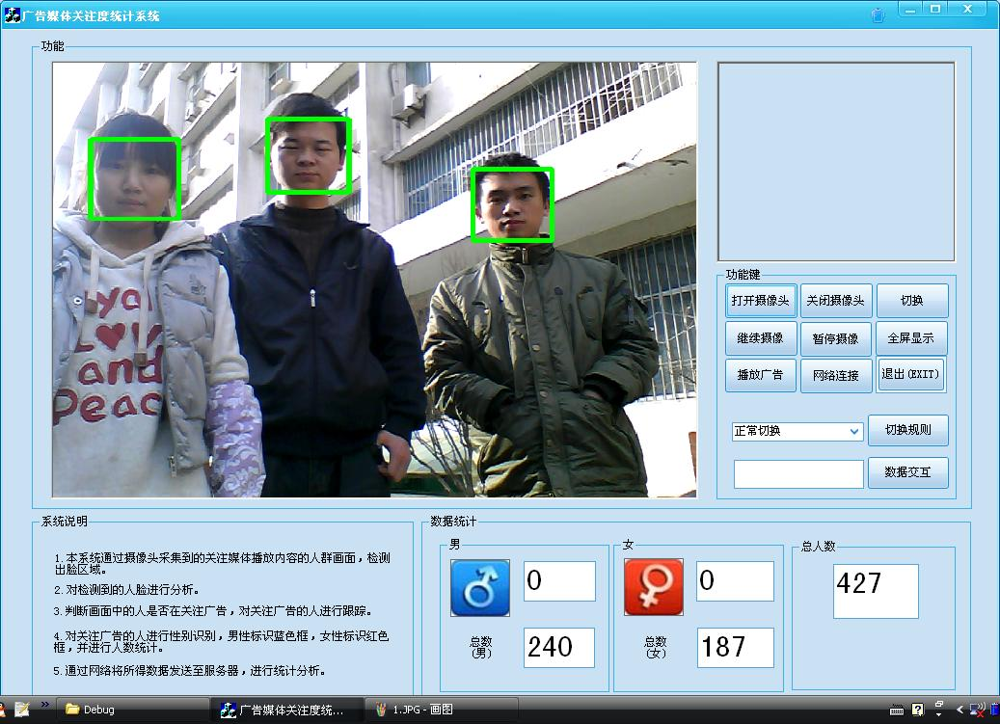 广告媒体关注度统计系统
功能
I
yo
L♥V
and
Peac
功能键
打开摄像头
关闭摄像头
切换
继续摄像
暂停摄像
全屏显示
播放广告
网络连接
退出(EXIT)
正常切换
切换规则
数据交互
系统说明
1.本系统通过摄像头采集到的关注媒体播放内容的人群画面，检测
出脸区域。
2.对检测到的人脸进行分析。
3.判断画面中的人是否在关注广告，对关注广告的人进行跟踪。
4.对关注广告的人进行性别识别，男性标识蓝色框，女性标识红色
框，并进行人数统计。
5.通过网络将所得数据发送至服务器，进行统计分析。
数据统计
男
0
总数
(男)
240
女
0
总数
(女)
187
总人数
427
Debug
广告媒体关注度统...
1.JPG - 画图